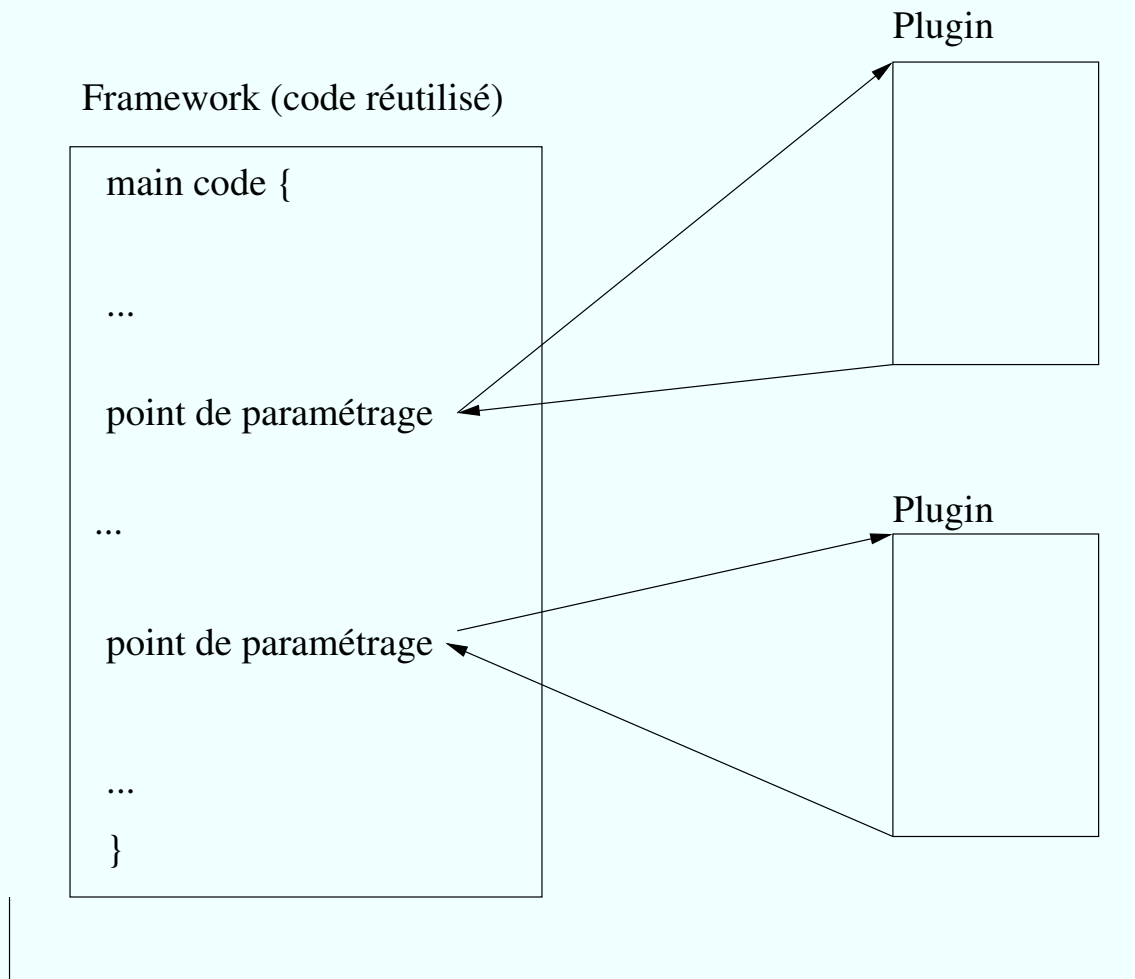 Plugin
Framework (code réutilisé)
main code {
...
point de paramétrage
...
Plugin
point de paramétrage
...
}